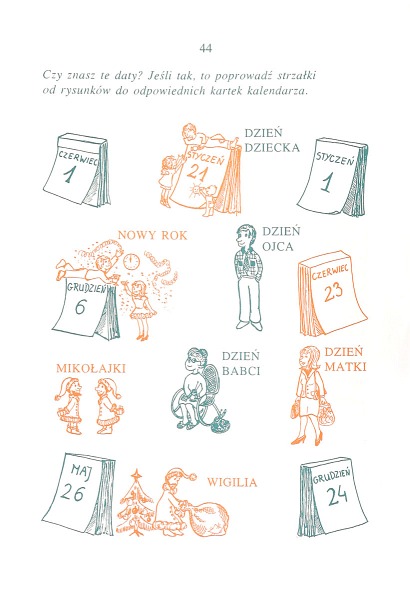 44
Czy znasz te daty? Jeśli tak, to poprowadź strzałki
od rysunków do odpowiednich kartek kalendarza.
DZIEŃ
DZIECKA
CZERWIEC
1
STYCZEŃ
21
STYCZEŃ
1
NOWY ROK
DZIEŃ
OJCA
GRUDZIEŃ
6
CZERWIEC
23
MIKOŁAJKI
DZIEŃ
BABCI
DZIEŃ
MATKI
MAJ
26
WIGILIA
GRUDZIEŃ
24